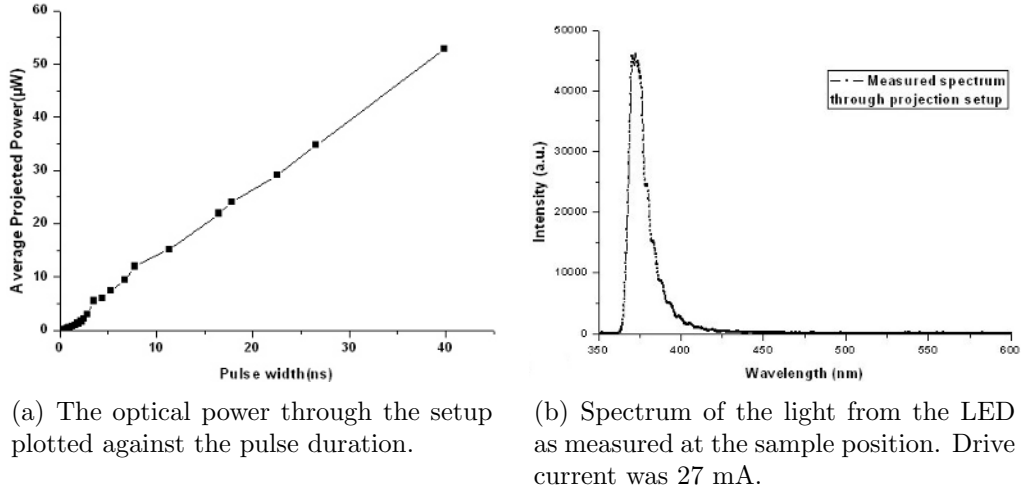 60
50
40
30
20
10
0
Average Projected Power(µW)
0 10 20 30 40
Pulse width(ns)
50000
40000
30000
20000
10000
0
Intensity (a.u.)
— · — Measured spectrum
through projection setup
350 400 450 500 550 600
Wavelength (nm)
(a) The optical power through the setup
plotted against the pulse duration.
(b) Spectrum of the light from the LED
as measured at the sample position. Drive
current was 27 mA.